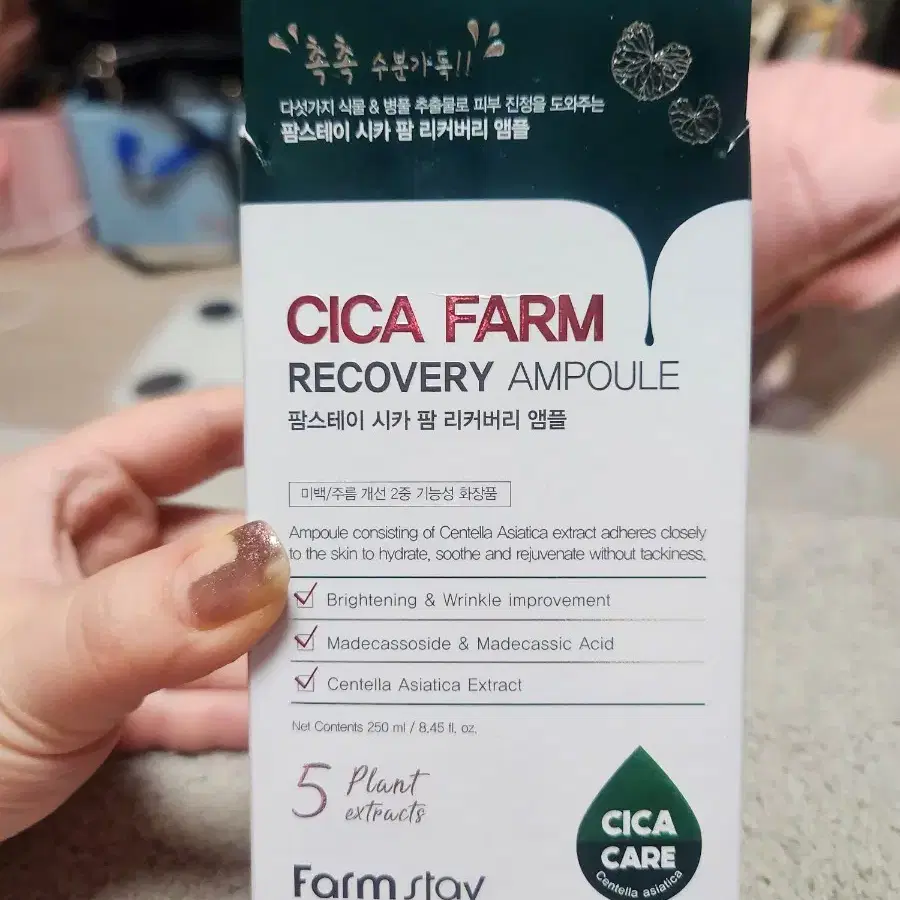 촉촉 수분가득!!
다섯가지 식물 & 병풀 추출물로 피부 진정을 도와주는
팜스테이 시카 팜 리커버리 앰플
CICA FARM
RECOVERY AMPOULE
팜스테이 시카 팜 리커버리 앰플
미백/주름 개선 2중 기능성 화장품
Ampoule consisting of Centella Asiatica extract adheres closely
to the skin to hydrate, soothe and rejuvenate without tackiness.
Brightening & Wrinkle improvement
Madecassoside & Madecassic Acid
Centella Asiatica Extract
Net Contents 250 ml / 8.45 fl. oz.
5 Plant
extracts
CICA
CARE
Centella asiatica
Farm stay